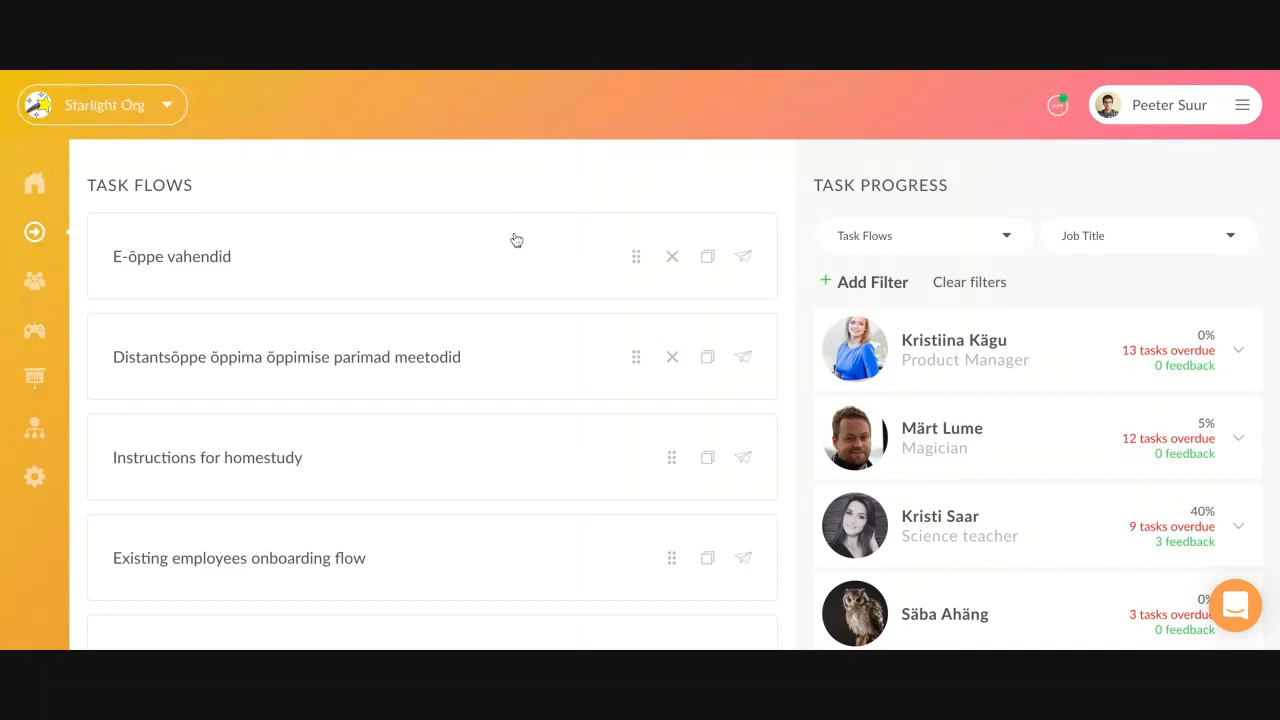 Starlight Org
Peeter Suur
TASK FLOWS
E-õppe vahendid
Distantsõppe õppima õppimise parimad meetodid
Instructions for homestudy
Existing employees onboarding flow
TASK PROGRESS
Task Flows
Job Title
+ Add Filter
Clear filters
Kristiina Kägu
Product Manager
0%
13 tasks overdue
0 feedback
Märt Lume
Magician
5%
12 tasks overdue
0 feedback
Kristi Saar
Science teacher
40%
9 tasks overdue
3 feedback
Säba Ahäng
0%
3 tasks overdue
0 feedback